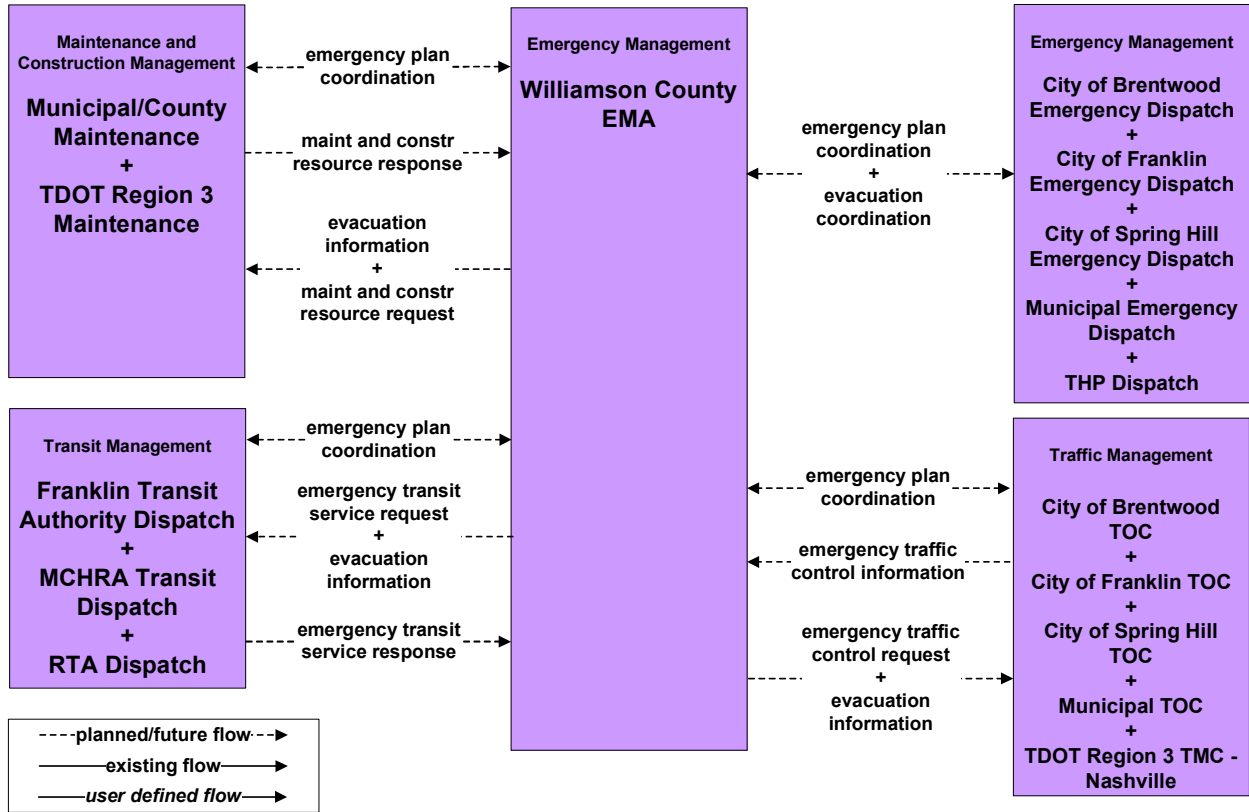 Maintenance and
Construction Management
Municipal/County
Maintenance
+
TDOT Region 3
Maintenance
emergency plan
coordination
maint and constr
resource response
evacuation
information
+
maint and constr
resource request
Emergency Management
Williamson County
EMA
emergency plan
coordination
+
evacuation
coordination
Emergency Management
City of Brentwood
Emergency Dispatch
+
City of Franklin
Emergency Dispatch
+
City of Spring Hill
Emergency Dispatch
+
Municipal Emergency
Dispatch
+
THP Dispatch
Transit Management
Franklin Transit
Authority Dispatch
+
MCHRA Transit
Dispatch
+
RTA Dispatch
emergency plan
coordination
emergency transit
service request
+
evacuation
information
emergency transit
service response
emergency plan
coordination
emergency traffic
control information
emergency traffic
control request
+
evacuation
information
Traffic Management
City of Brentwood
TOC
+
City of Franklin TOC
+
City of Spring Hill
TOC
+
Municipal TOC
+
TDOT Region 3 TMC -
Nashville
planned/future flow
existing flow
user defined flow